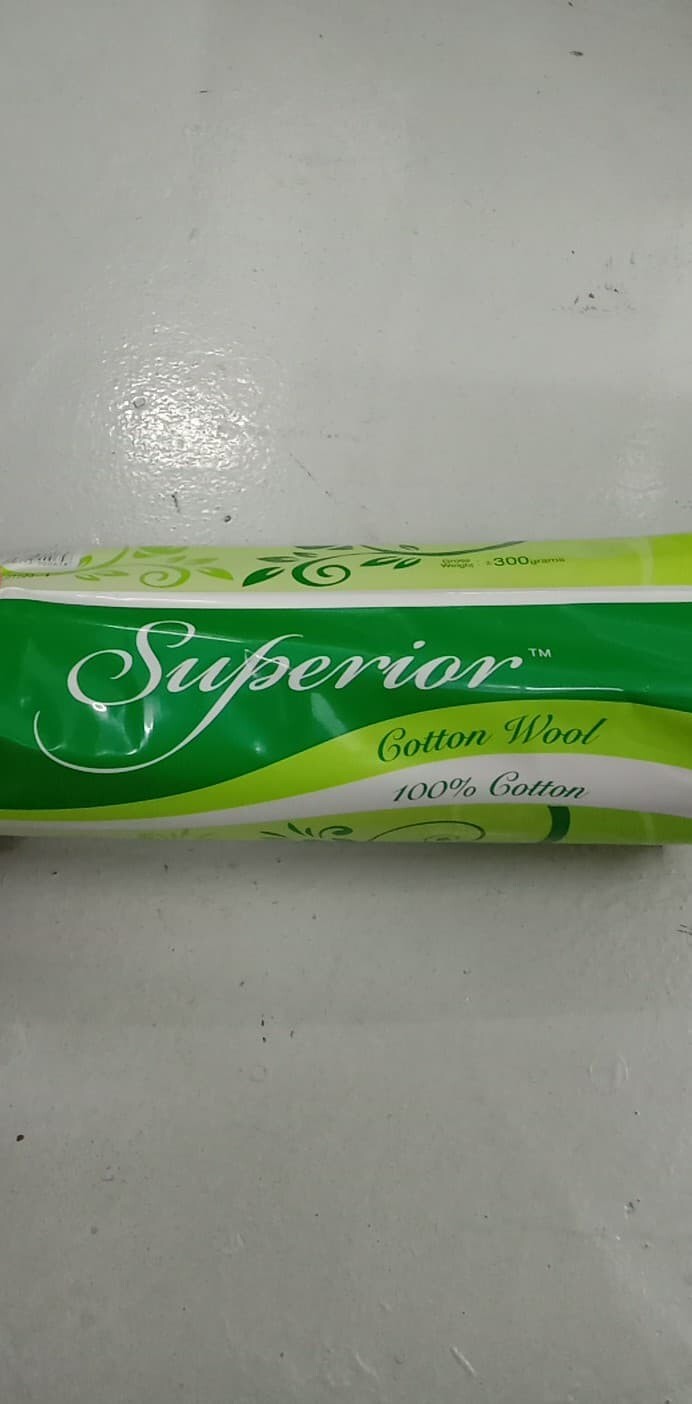 Gross
Weight : ±300grams
Superior™
Cotton Wool
100% Cotton